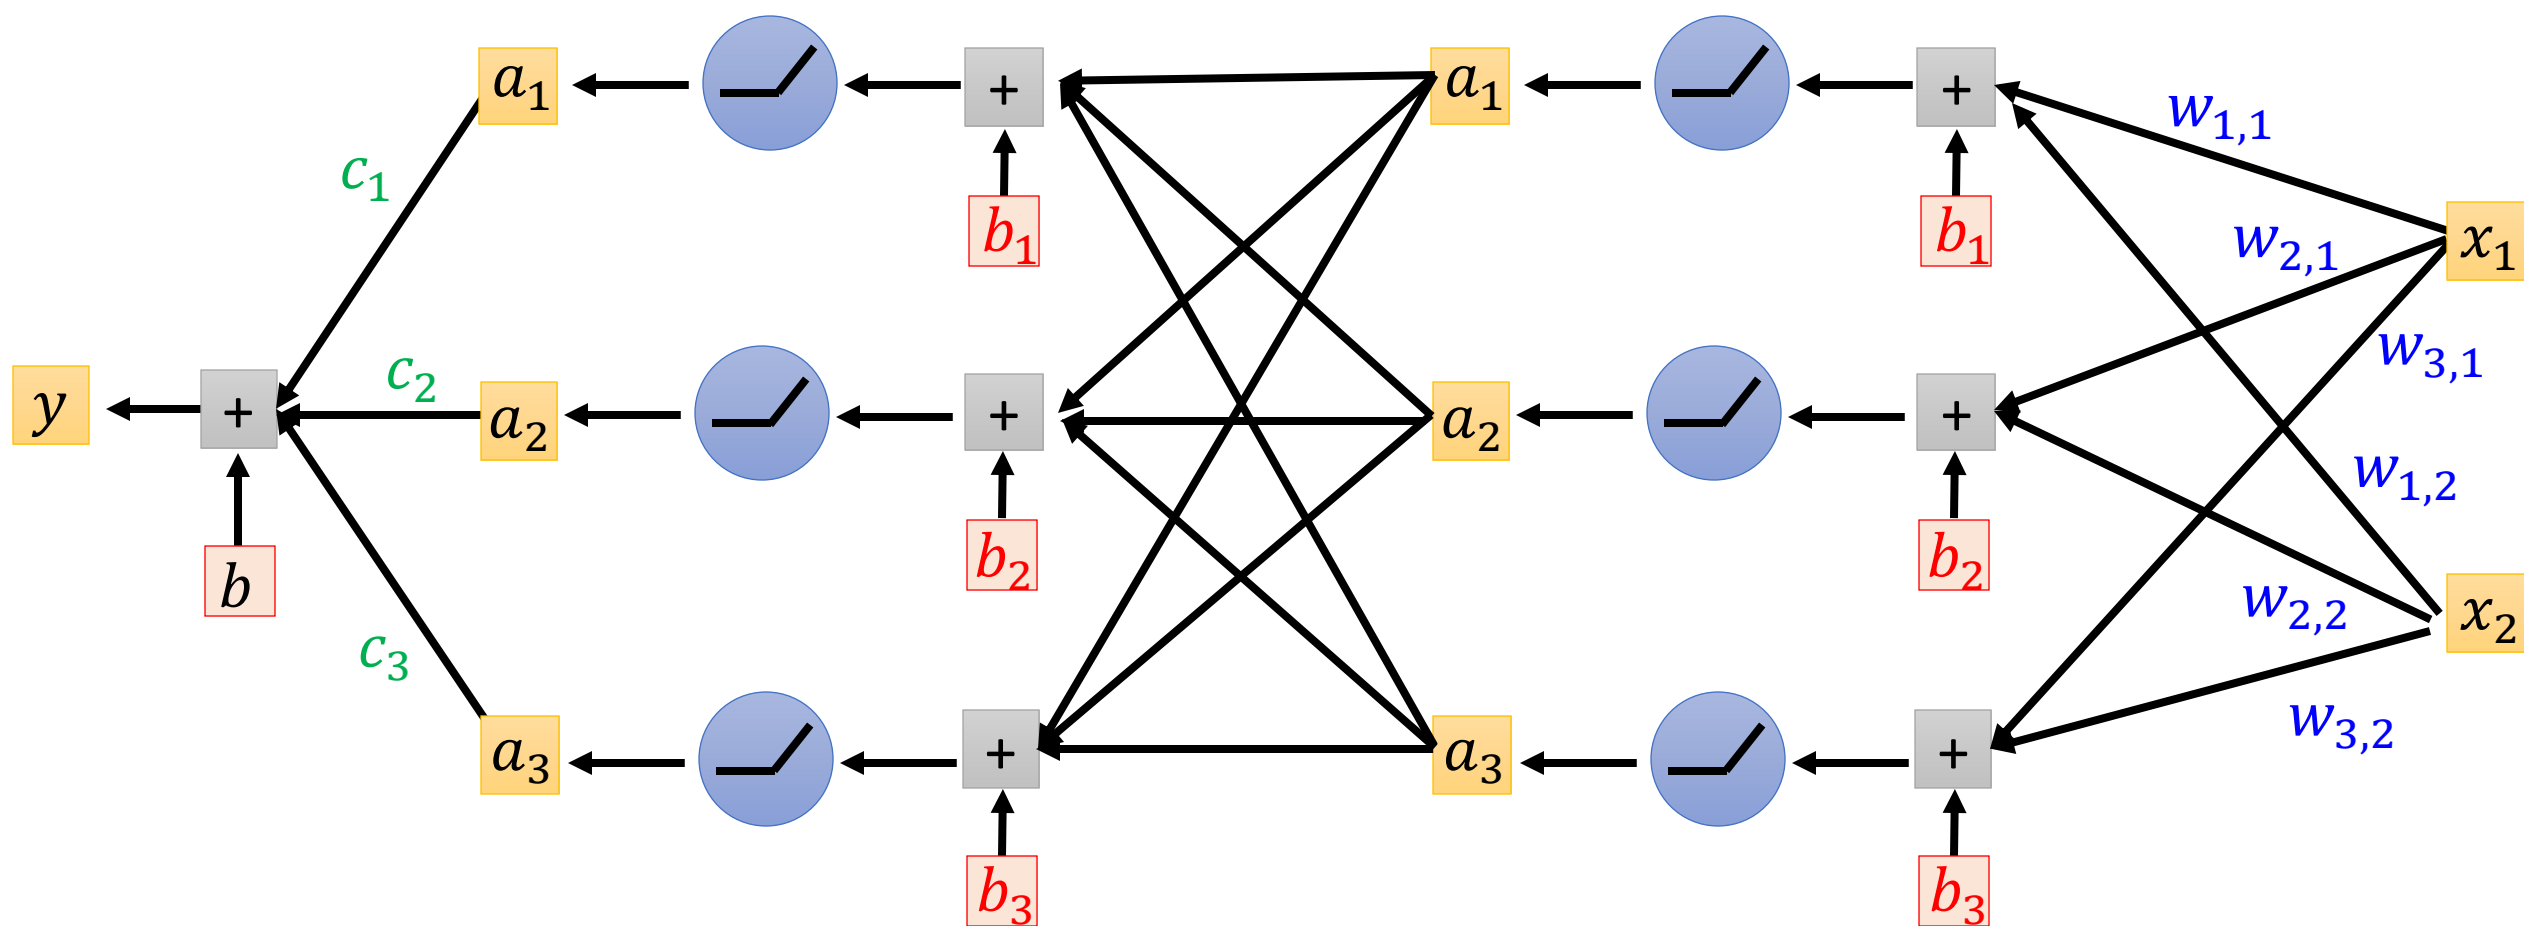 a₁ + a₁ +
w₁,₁
c₁
b₁ b₁
w₂,₁ x₁
w₃,₁
c₂
y + a₂ + a₂ +
w₁,₂
b b₂ b₂
w₂,₂ x₂
c₃
w₃,₂
a₃ + a₃ +
b₃ b₃